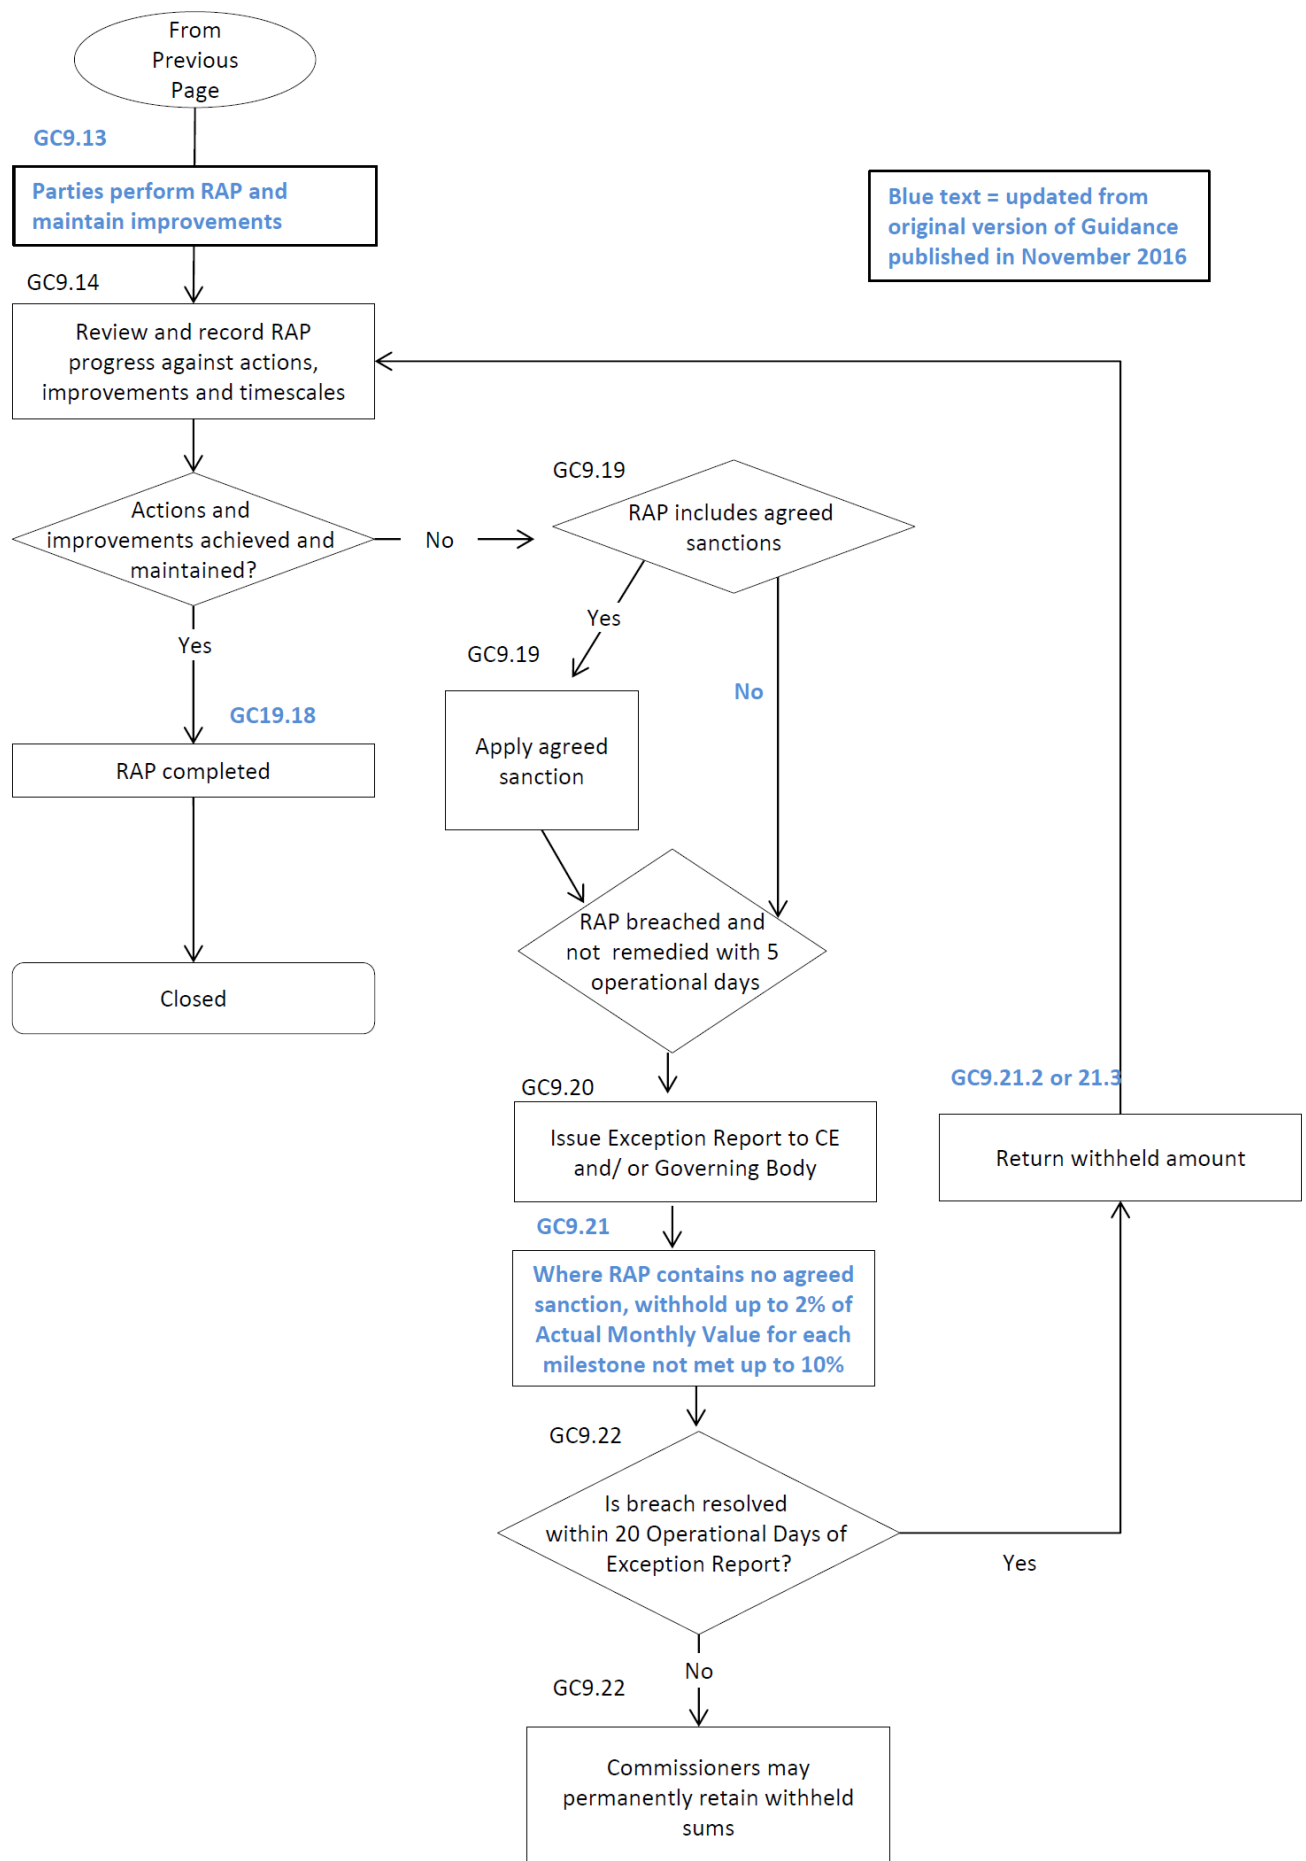 From
Previous
Page
GC9.13
Parties perform RAP and
maintain improvements
Blue text = updated from
original version of Guidance
published in November 2016
GC9.14
Review and record RAP
progress against actions,
improvements and timescales
GC9.19
Actions and
improvements achieved and
maintained?
No
RAP includes agreed
sanctions
Yes
Yes
GC9.19
No
GC19.18
RAP completed
Apply agreed
sanction
RAP breached and
not remedied with 5
operational days
Closed
GC9.20
Issue Exception Report to CE
and/ or Governing Body
GC9.21.2 or 21.3
Return withheld amount
GC9.21
Where RAP contains no agreed
sanction, withhold up to 2% of
Actual Monthly Value for each
milestone not met up to 10%
GC9.22
Is breach resolved
within 20 Operational Days of
Exception Report?
Yes
No
GC9.22
Commissioners may
permanently retain withheld
sums